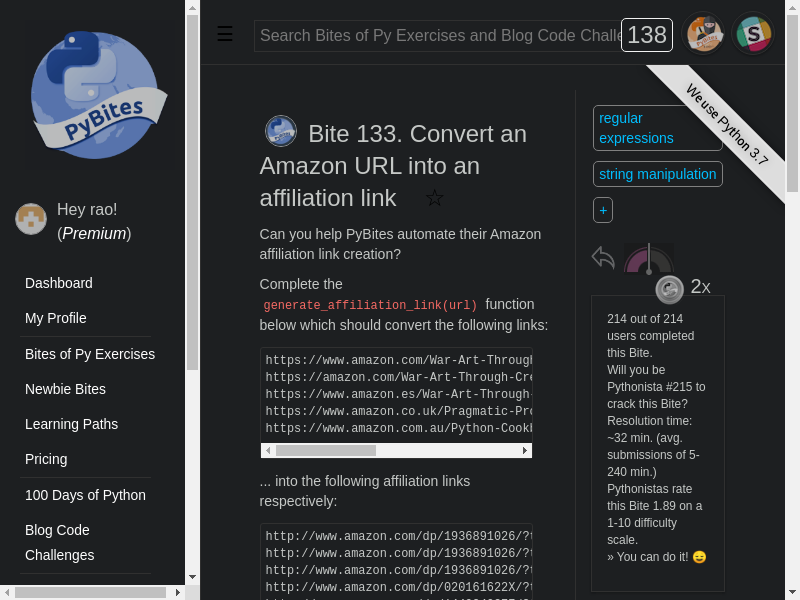 PyBites
Hey rao!
(Premium)
Dashboard
My Profile
Bites of Py Exercises
Newbie Bites
Learning Paths
Pricing
100 Days of Python
Blog Code
Challenges
☰
Search Bites of Py Exercises and Blog Code Challe
138
We use Python 3.7
Bite 133. Convert an
Amazon URL into an
affiliation link ☆
Can you help PyBites automate their Amazon
affiliation link creation?
Complete the
generate_affiliation_link(url) function
below which should convert the following links:
https://www.amazon.com/War-Art-Through
https://amazon.com/War-Art-Through-Cre
https://www.amazon.es/War-Art-Through-
https://www.amazon.co.uk/Pragmatic-Pro
https://www.amazon.com.au/Python-Cookb
... into the following affiliation links
respectively:
http://www.amazon.com/dp/1936891026/?t
http://www.amazon.com/dp/1936891026/?t
http://www.amazon.com/dp/1936891026/?t
http://www.amazon.com/dp/020161622X/?t
regular
expressions
string manipulation
+
2x
214 out of 214
users completed
this Bite.
Will you be
Pythonista #215 to
crack this Bite?
Resolution time:
~32 min. (avg.
submissions of 5-
240 min.)
Pythonistas rate
this Bite 1.89 on a
1-10 difficulty
scale.
» You can do it! 😉